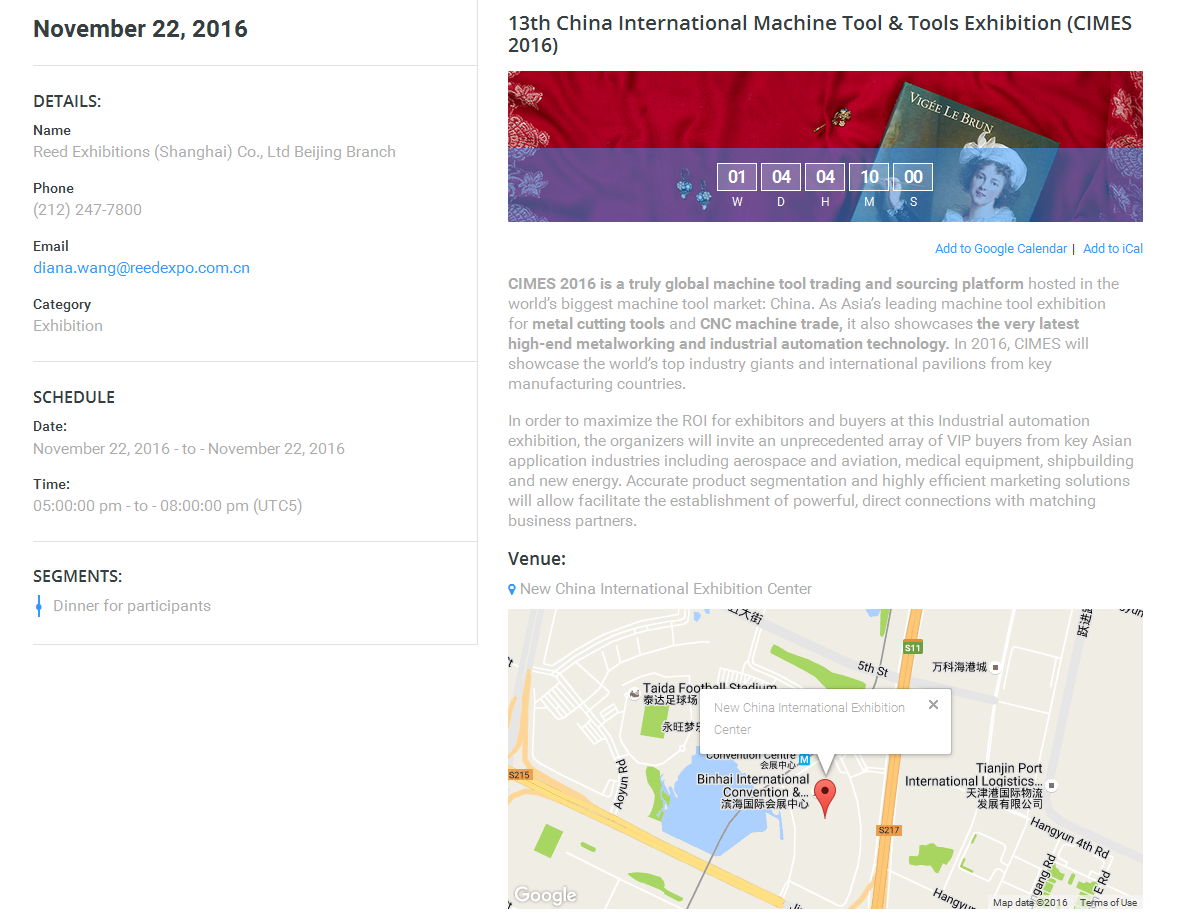 November 22, 2016
DETAILS:
Name
Reed Exhibitions (Shanghai) Co., Ltd Beijing Branch
Phone
(212) 247-7800
Email
diana.wang@reedexpo.com.cn
Category
Exhibition
SCHEDULE
Date:
November 22, 2016 - to - November 22, 2016
Time:
05:00:00 pm - to - 08:00:00 pm (UTC5)
SEGMENTS:
Dinner for participants
13th China International Machine Tool & Tools Exhibition (CIMES
2016)
VIGÉE LE BRUN
01 04 04 10 00
W D H M S
Add to Google Calendar | Add to iCal
CIMES 2016 is a truly global machine tool trading and sourcing platform hosted in the
world’s biggest machine tool market: China. As Asia’s leading machine tool exhibition
for metal cutting tools and CNC machine trade, it also showcases the very latest
high-end metalworking and industrial automation technology. In 2016, CIMES will
showcase the world’s top industry giants and international pavilions from key
manufacturing countries.
In order to maximize the ROI for exhibitors and buyers at this Industrial automation
exhibition, the organizers will invite an unprecedented array of VIP buyers from key Asian
application industries including aerospace and aviation, medical equipment, shipbuilding
and new energy. Accurate product segmentation and highly efficient marketing solutions
will allow facilitate the establishment of powerful, direct connections with matching
business partners.
Venue:
New China International Exhibition Center
五大街
跃进路
S11
5th St
万科海港城
Taida Football Stadium
泰达足球场
永旺梦乐
New China International Exhibition
Center
Convention Centre
会展中心
M
S215
Aoyun Rd
Binhai International
Convention &...
滨海国际会展中心
Tianjin Port
International Logistics...
天津港国际物流
发展有限公司
S217
Hangyun 4th Rd
gang Rd
E Rd
Hangyun
Google
Map data ©2016 Terms of Use